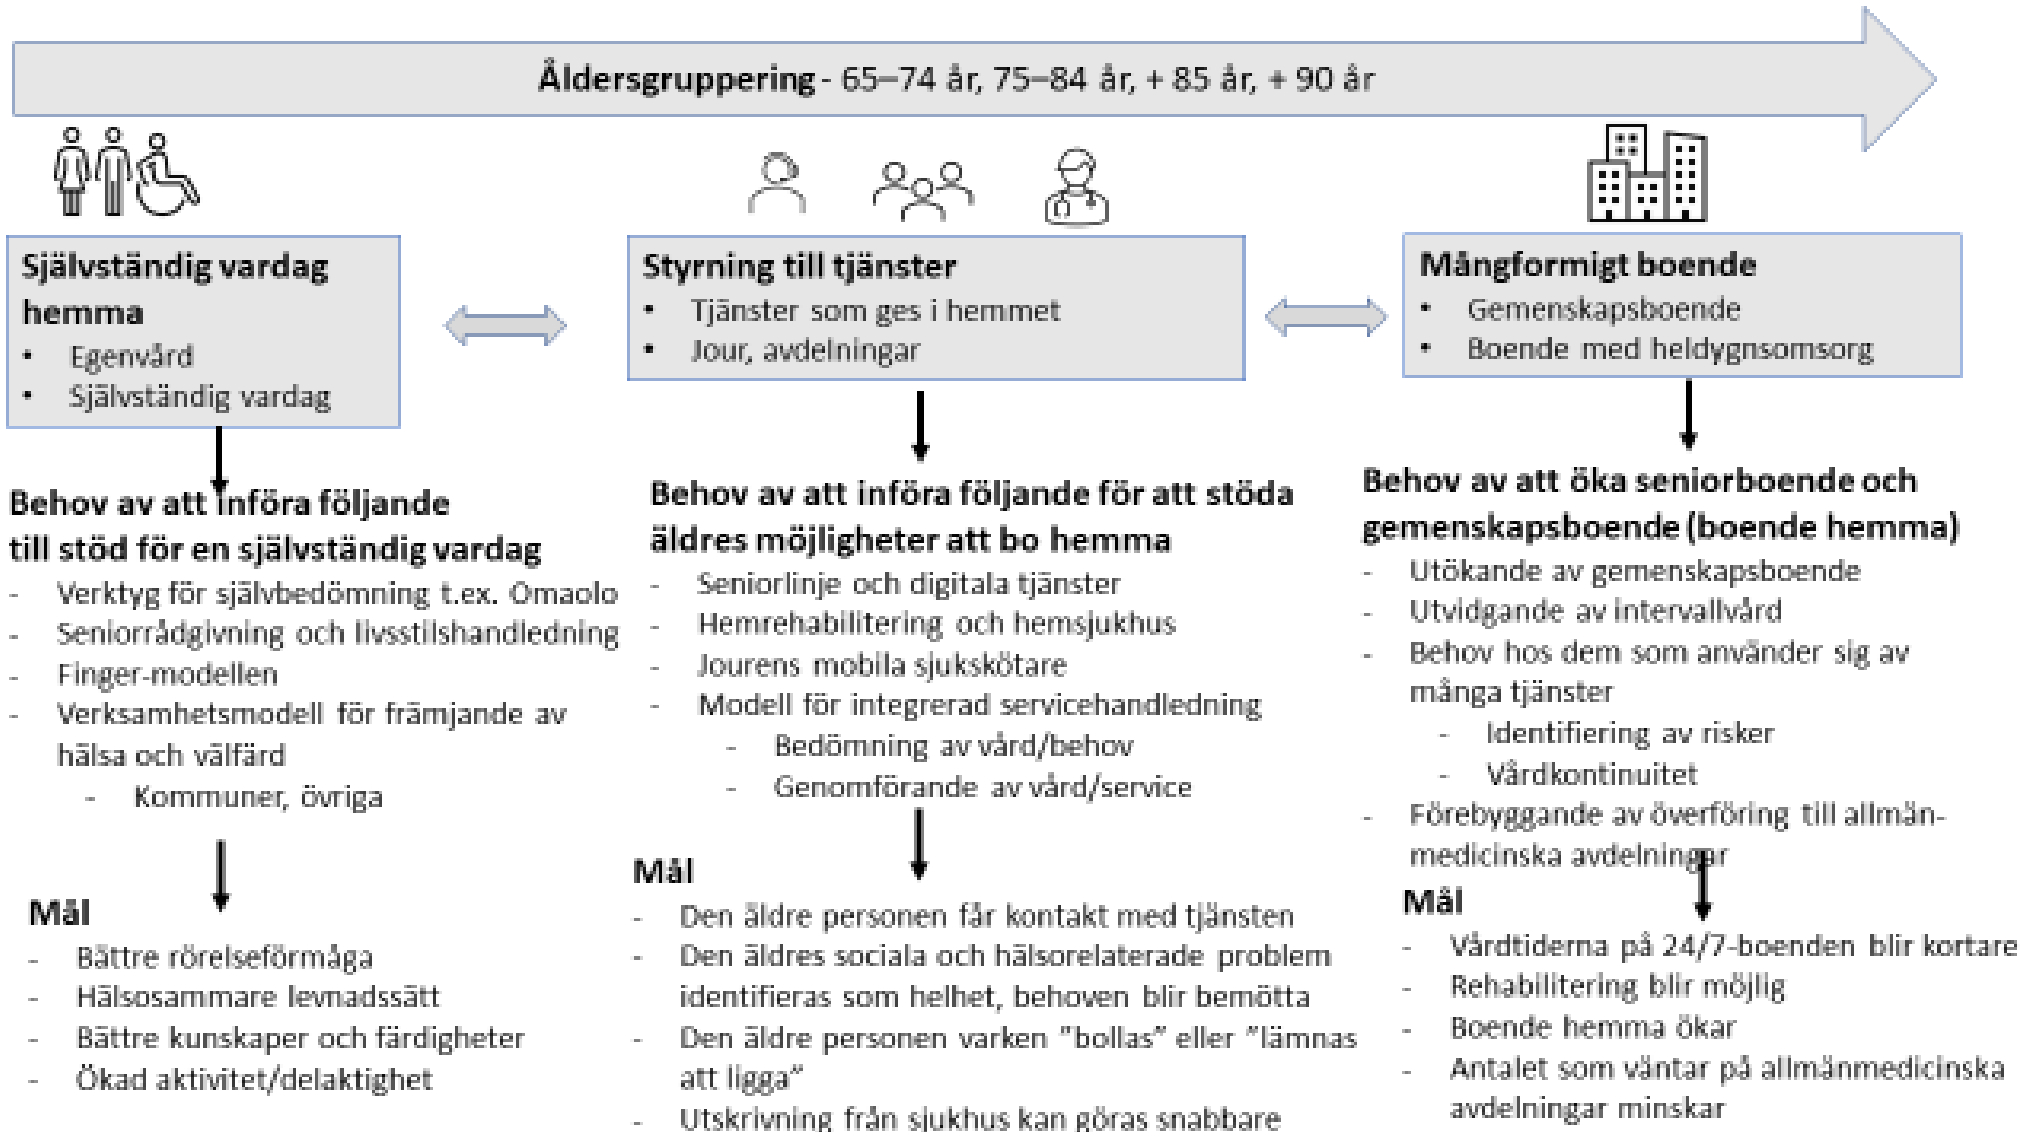 Åldersgruppering - 65–74 år, 75–84 år, + 85 år, + 90 år
Självständig vardag
hemma
• Egenvård
• Självständig vardag
Behov av att införa följande
till stöd för en självständig vardag
- Verktyg för självbedömning t.ex. Omaolo
- Seniorrådgivning och livsstilshandledning
- Finger-modellen
- Verksamhetsmodell för främjande av
hälsa och välfärd
- Kommuner, övriga
Mål
- Bättre rörelseförmåga
- Hälsosammare levnadssätt
- Bättre kunskaper och färdigheter
- Ökad aktivitet/delaktighet
Styrning till tjänster
• Tjänster som ges i hemmet
• Jour, avdelningar
Behov av att införa följande för att stöda
äldres möjligheter att bo hemma
- Seniorlinje och digitala tjänster
- Hemrehabilitering och hemsjukhus
- Jourens mobila sjukskötare
- Modell för integrerad servicehandledning
- Bedömning av vård/behov
- Genomförande av vård/service
Mål
- Den äldre personen får kontakt med tjänsten
- Den äldres sociala och hälsorelaterade problem
identifieras som helhet, behoven blir bemötta
- Den äldre personen varken "bollas" eller "lämnas
att ligga"
- Utskrivning från sjukhus kan göras snabbare
Mångformigt boende
• Gemenskapsboende
• Boende med heldygnsomsorg
Behov av att öka seniorboende och
gemenskapsboende (boende hemma)
- Utökande av gemenskapsboende
- Utvidgande av intervallvård
- Behov hos dem som använder sig av
många tjänster
- Identifiering av risker
- Vårdkontinuitet
- Förebyggande av överföring till allmän-
medicinska avdelningar
Mål
- Vårdtiderna på 24/7-boenden blir kortare
- Rehabilitering blir möjlig
- Boende hemma ökar
- Antalet som väntar på allmänmedicinska
avdelningar minskar